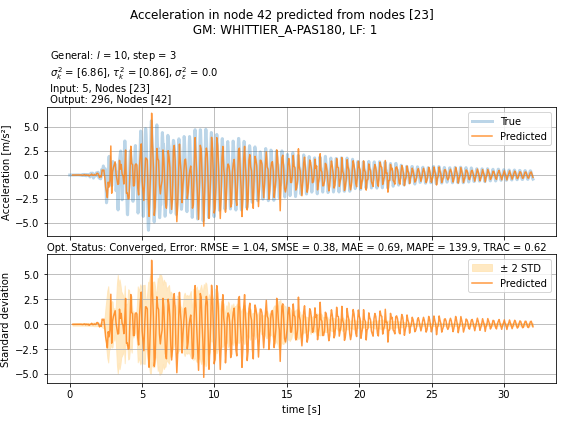 Acceleration in node 42 predicted from nodes [23]
GM: WHITTIER_A-PAS180, LF: 1
General: l = 10, step = 3
σ²ₖ = [6.86], τ²ₖ = [0.86], σ²ε = 0.0
Input: 5, Nodes [23]
Output: 296, Nodes [42]
Acceleration [m/s²]
5.0
2.5
0.0
−2.5
−5.0
True
Predicted
Opt. Status: Converged, Error: RMSE = 1.04, SMSE = 0.38, MAE = 0.69, MAPE = 139.9, TRAC = 0.62
Standard deviation
5.0
2.5
0.0
−2.5
−5.0
± 2 STD
Predicted
0 5 10 15 20 25 30
time [s]